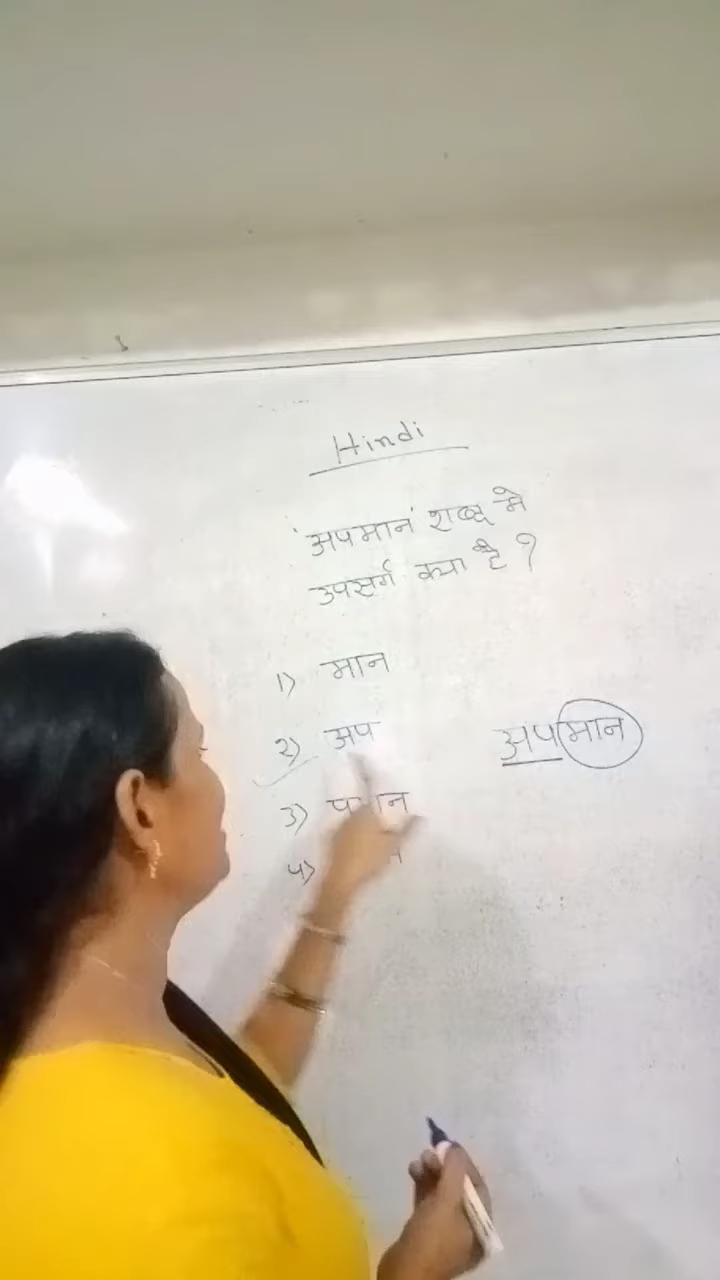 Hindi
'अपमान' शब्द मे
उपसर्ग क्या है ?
1) मान
2) अप
अपमान
3)
4)